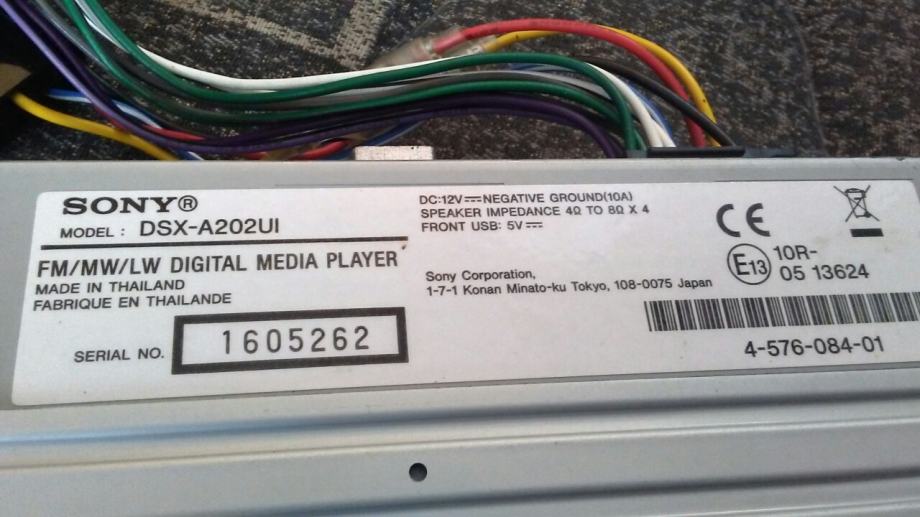 SONY®
MODEL : DSX-A202UI
FM/MW/LW DIGITAL MEDIA PLAYER
MADE IN THAILAND
FABRIQUE EN THAILANDE
SERIAL NO. 1605262
DC:12V⎓NEGATIVE GROUND(10A)
SPEAKER IMPEDANCE 4Ω TO 8Ω X 4
FRONT USB: 5V⎓
Sony Corporation,
1-7-1 Konan Minato-ku Tokyo, 108-0075 Japan
CE
E13 10R-
05 13624
4-576-084-01